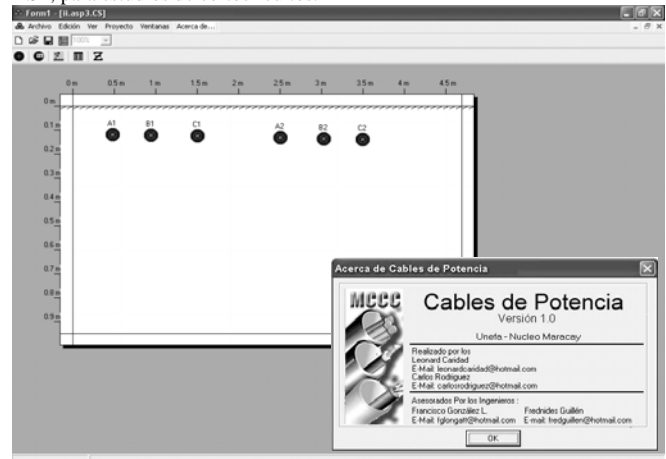 Form1 - [ii.asp3.CS]
Archivo Edición Ver Proyecto Ventanas Acerca de...
100%
0 m 0.5 m 1 m 1.5 m 2 m 2.5 m 3 m 3.5 m 4 m 4.5 m
0 m
0.1 m
A1 B1 C1 A2 B2 C2
0.2 m
0.3 m
0.4 m
0.5 m
0.6 m
0.7 m
0.8 m
0.9 m
Acerca de Cables de Potencia
MCCC
Cables de Potencia
Versión 1.0
Unefa - Nucleo Maracay
Realizado por los
Leonard Caridad
E-Mail: leonardcaridad@hotmail.com
Carlos Rodriguez
E-Mail: carlosrodriguez@hotmail.com
Asesorados Por los Ingenieros :
Francisco González L. Frednides Guillén
E-Mail: fglongatt@hotmail.com E-mail: fredguillen@hotmail.com
OK